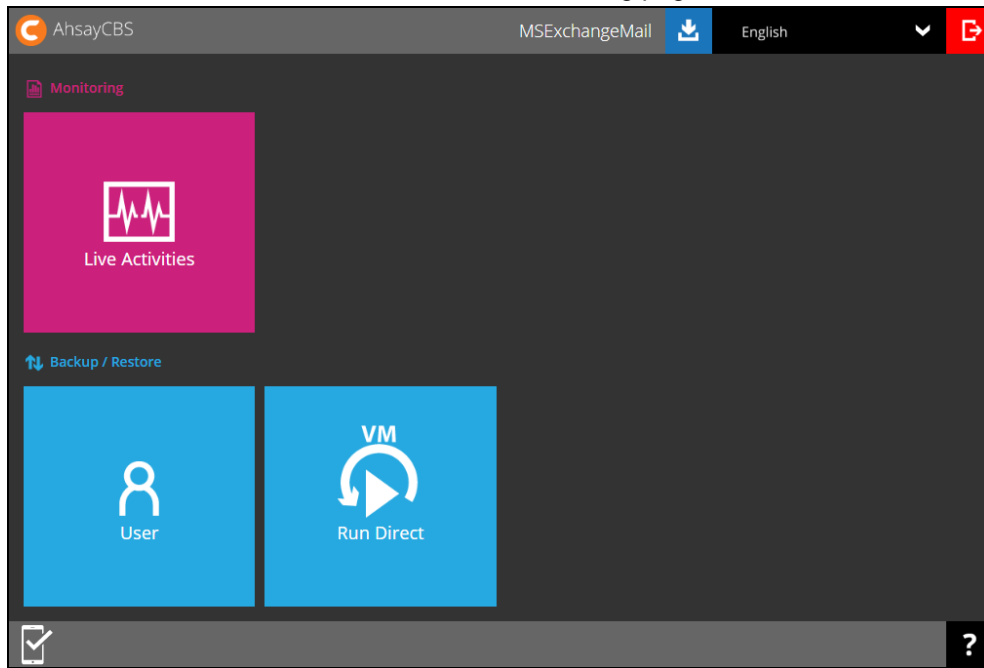 AhsayCBS
MSExchangeMail
English
Monitoring
Live Activities
Backup / Restore
User
VM
Run Direct
?